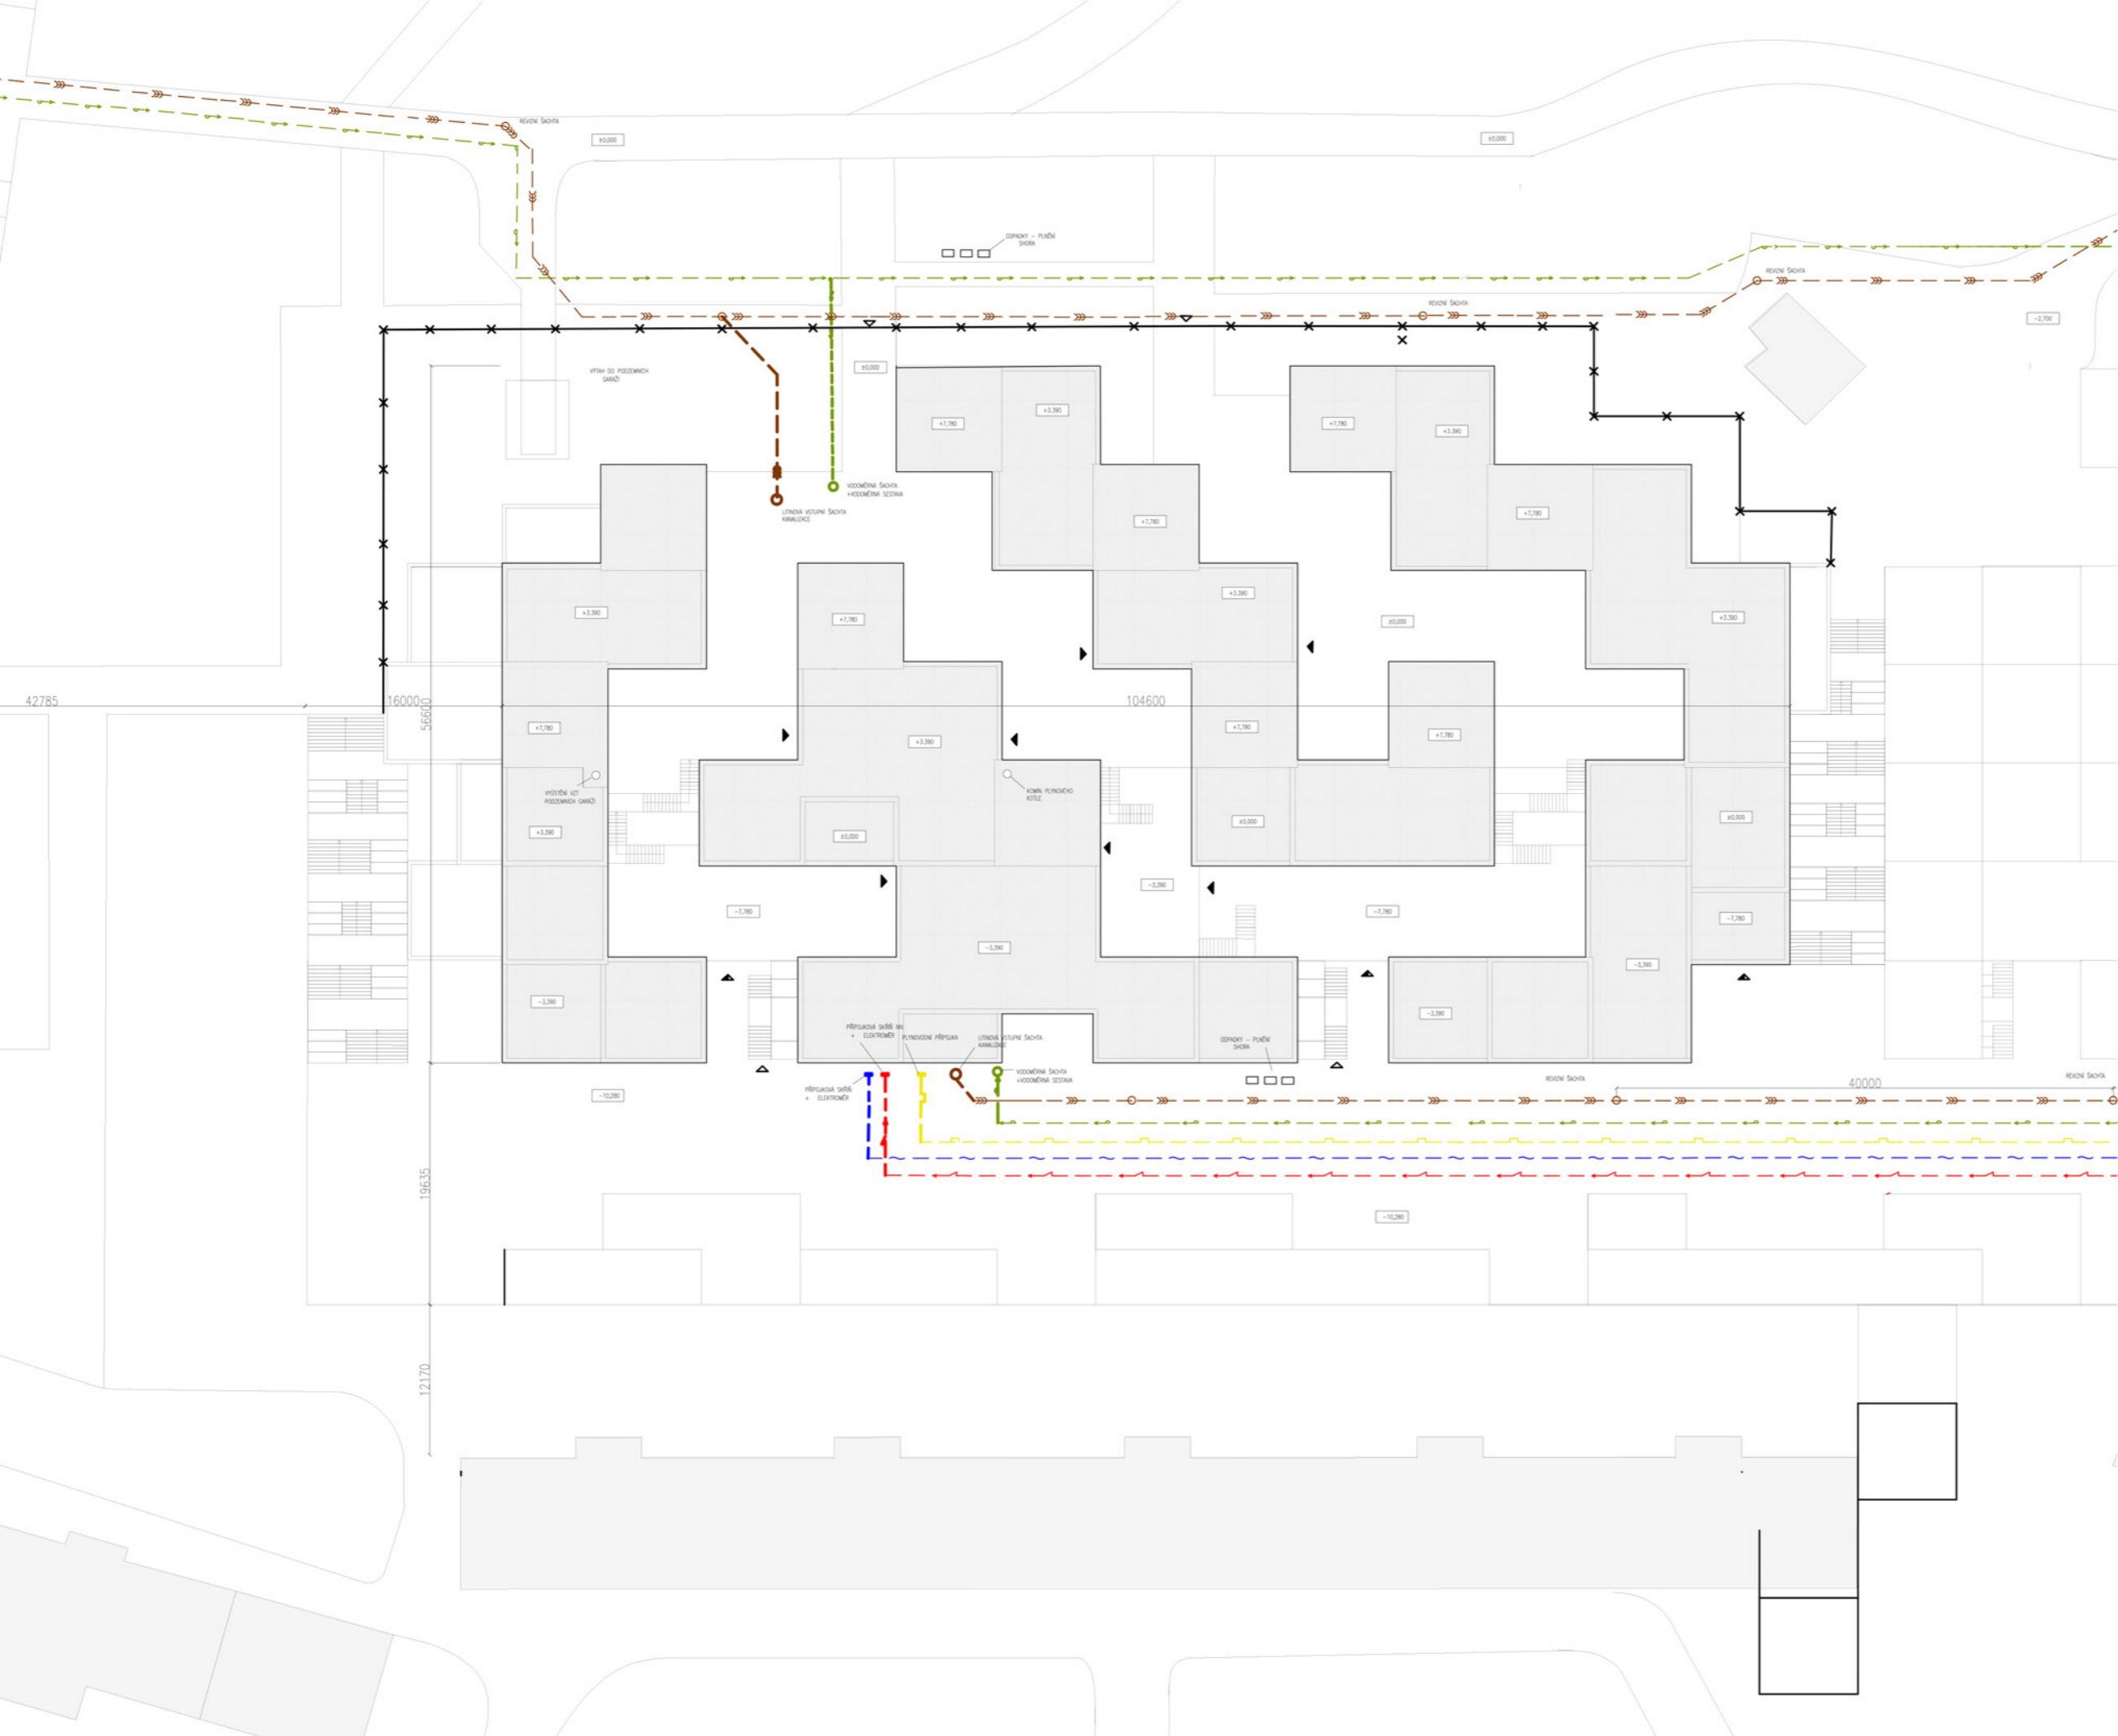 REVIZNÍ ŠACHTA
±0,000
±0,000
ODPADKY – PLNĚNÍ
SHORA
REVIZNÍ ŠACHTA
REVIZNÍ ŠACHTA
-2,700
VÝTAH DO PODZEMNÍCH
GARÁŽÍ
±0,000
+7,780
+3.390
+7,780
+3.390
VODOMĚRNÁ ŠACHTA
+VODOMĚRNÁ SESTAVA
LITINOVÁ VSTUPNÍ ŠACHTA
KANALIZACE
+7,780
+7,780
+3.390
+7,780
+3.390
±0,000
+3.390
42785
16000
56600
104600
+7,780
+3.390
+7,780
+7,780
VYÚSTĚNÍ VZT
PODZEMNÍCH GARÁŽÍ
KOMÍN PLYNOVÉHO
KOTLE
+3.390
±0,000
±0,000
±0,000
-3,390
-7,780
-7,780
-7,780
-3,390
-3,390
-3,390
-3,390
PŘÍPOJKOVÁ SKŘÍŇ NN
+ ELEKTROMĚR
PLYNOVODNÍ PŘÍPOJKA
LITINOVÁ VSTUPNÍ ŠACHTA
KANALIZACE
ODPADKY – PLNĚNÍ
SHORA
VODOMĚRNÁ ŠACHTA
+VODOMĚRNÁ SESTAVA
PŘÍPOJKOVÁ SKŘÍŇ
+ ELEKTROMĚR
-10,280
REVIZNÍ ŠACHTA
REVIZNÍ ŠACHTA
40000
19635
-10,280
12170